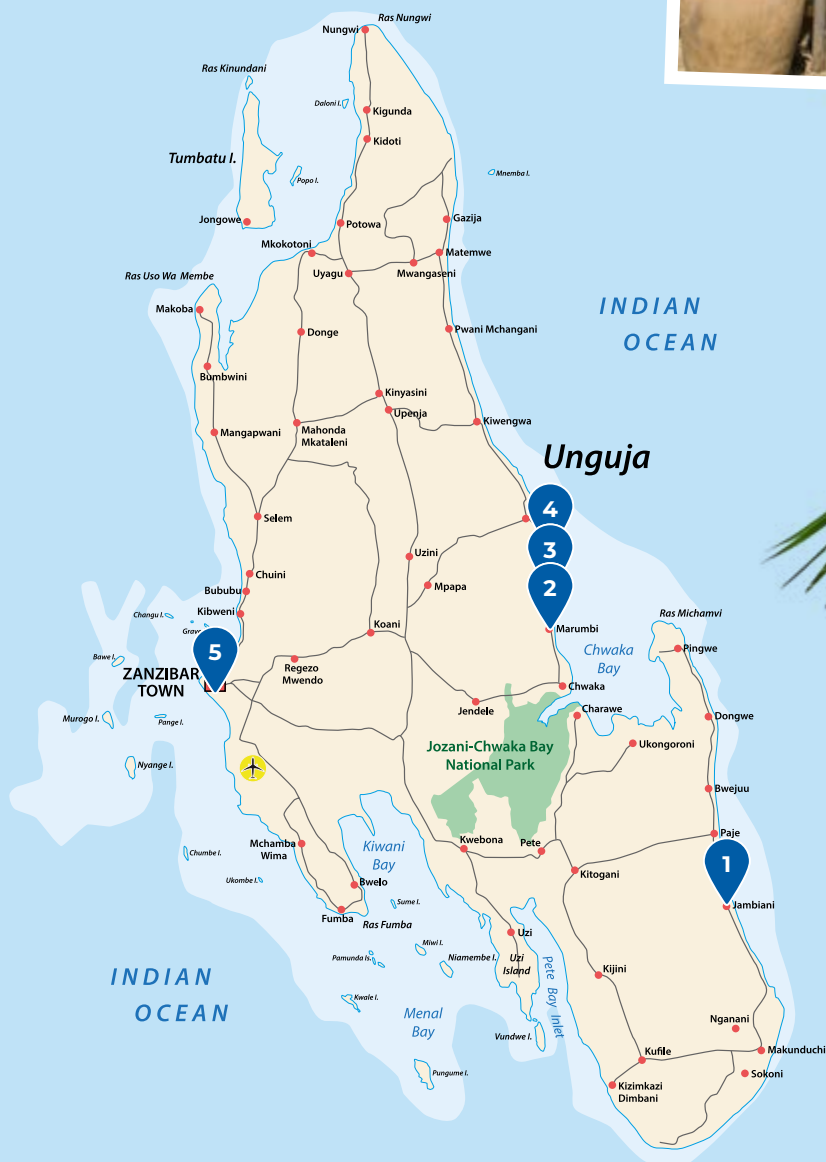 Ras Nungwi
Nungwi
Ras Kinundani
Daloni I.
Kigunda
Kidoti
Tumbatu I.
Popo I.
Mnemba I.
Jongowe
Potowa
Gazija
Mkokotoni
Matemwe
Uyagu
Mwangaseni
Ras Uso Wa Membe
Makoba
INDIAN
OCEAN
Donge
Pwani Mchangani
Bumbwini
Kinyasini
Upenja
Mangapwani
Mahonda
Mkataleni
Kiwengwa
Unguja
4
Selem
3
Uzini
Chuini
Mpapa
2
Bububu
Changu I.
Kibweni
Ras Michamvi
Koani
Marumbi
Bawe I.
5
Chwaka
Bay
Pingwe
ZANZIBAR
TOWN
Regezo
Mwendo
Chwaka
Murogo I.
Pange I.
Jendele
Charawe
Dongwe
Jozani-Chwaka Bay
National Park
Ukongoroni
Nyange I.
Bwejuu
Kwebona
Pete
Paje
Mchamba
Wima
Kiwani
Bay
Chumbe I.
1
Kitogani
Ukombe I.
Bwelo
Sume I.
Jambiani
Fumba
Ras Fumba
Uzi
Miwi I.
Pamunda Is.
Niamembe I.
Uzi
Island
Pete Bay Inlet
INDIAN
OCEAN
Kijini
Kwale I.
Menal
Bay
Nganani
Vundwe I.
Kufile
Makunduchi
Pungume I.
Sokoni
Kizimkazi
Dimbani